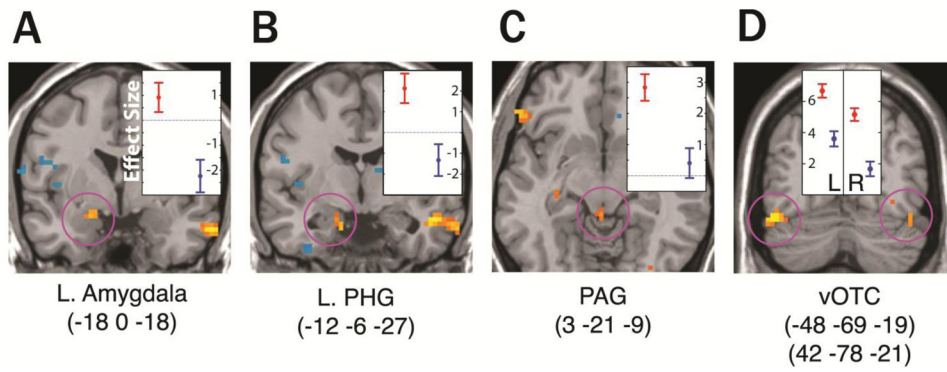 A
B
C
D
Effect Size
1
-1
-2
2
1
-1
-2
3
2
1
6
4
2
L
R
L. Amygdala
(-18 0 -18)
L. PHG
(-12 -6 -27)
PAG
(3 -21 -9)
vOTC
(-48 -69 -19)
(42 -78 -21)